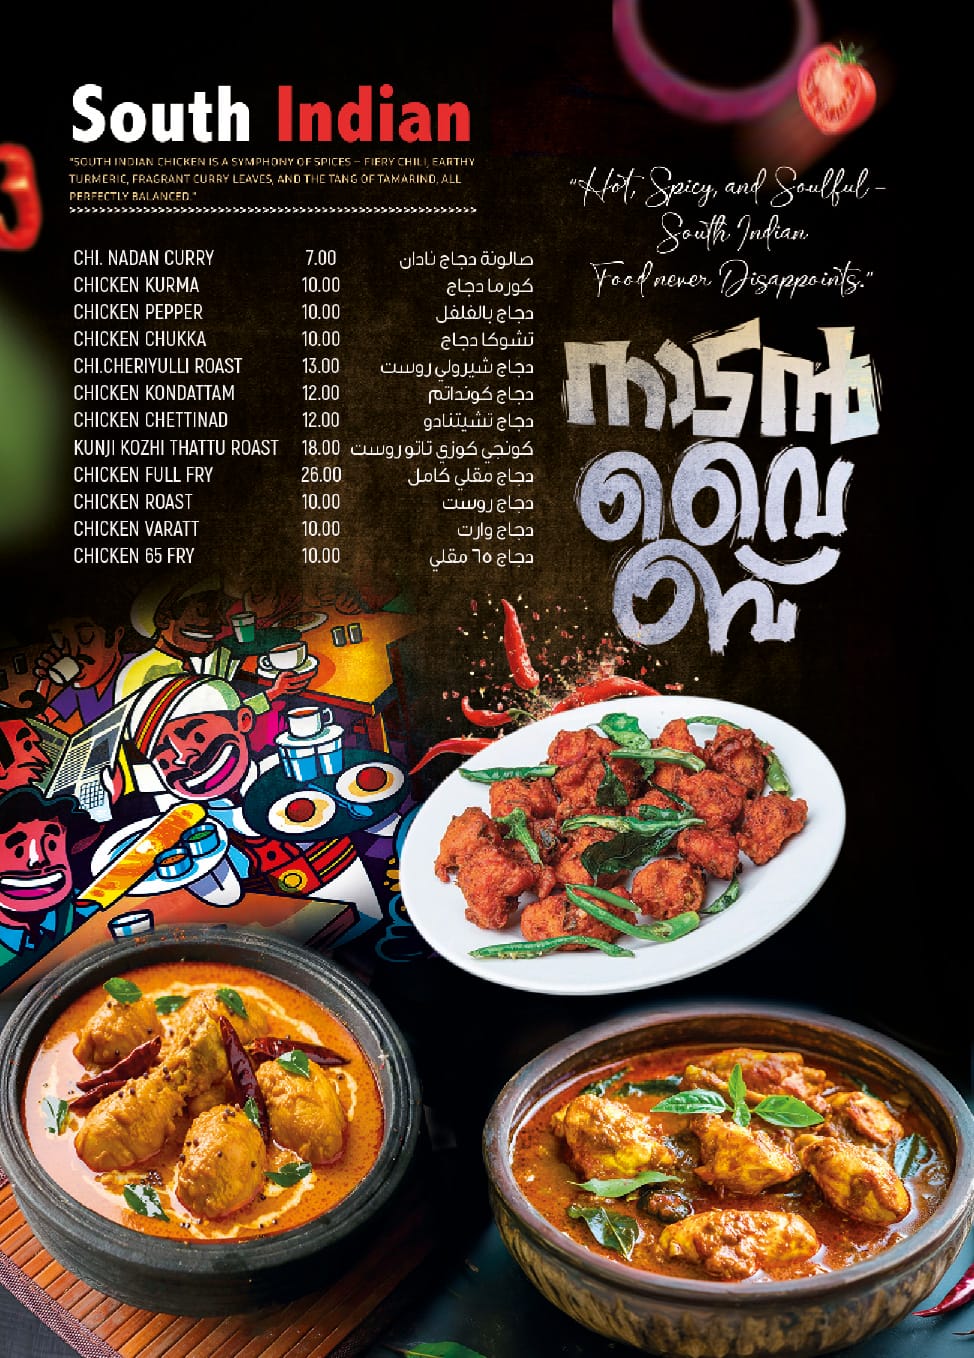 South Indian
"SOUTH INDIAN CHICKEN IS A SYMPHONY OF SPICES – FIERY CHILI, EARTHY
TURMERIC, FRAGRANT CURRY LEAVES, AND THE TANG OF TAMARIND, ALL
PERFECTLY BALANCED."
"Hot, Spicy, and Soulful –
South Indian
Food never Disappoints."
CHI. NADAN CURRY 7.00 صالونة دجاج نادان
CHICKEN KURMA 10.00 كورما دجاج
CHICKEN PEPPER 10.00 دجاج بالفلفل
CHICKEN CHUKKA 10.00 تشوكا دجاج
CHI.CHERIYULLI ROAST 13.00 دجاج شيرولي روست
CHICKEN KONDATTAM 12.00 دجاج كونداتم
CHICKEN CHETTINAD 12.00 دجاج تشيتنادو
KUNJI KOZHI THATTU ROAST 18.00 كونجي كوزي تاتو روست
CHICKEN FULL FRY 26.00 دجاج مقلي كامل
CHICKEN ROAST 10.00 دجاج روست
CHICKEN VARATT 10.00 دجاج وارت
CHICKEN 65 FRY 10.00 دجاج ٦٥ مقلي
നാടൻ
വൈ
ബ്